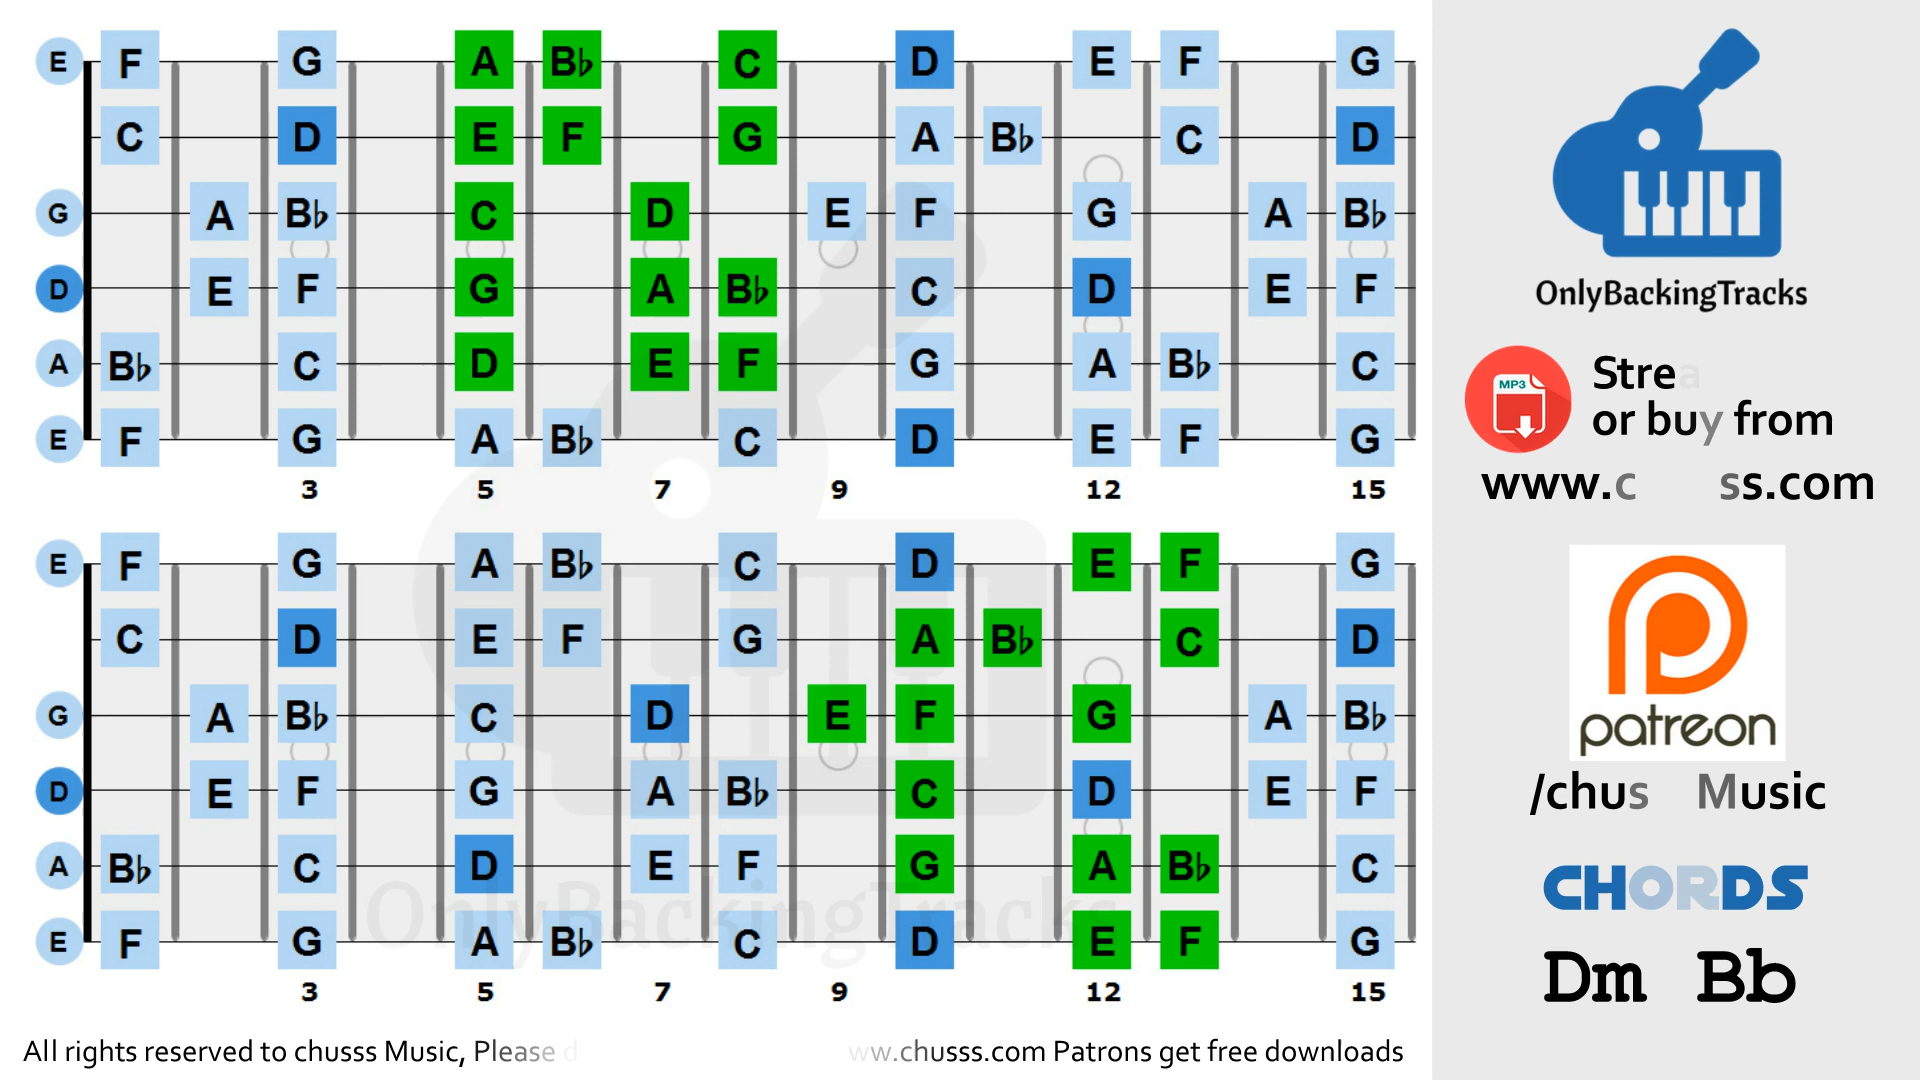 E F G A B♭ C D E F G
C D E F G A B♭ C D
G A B♭ C D E F G A B♭
D E F G A B♭ C D E F
A B♭ C D E F G A B♭ C
E F G A B♭ C D E F G
3 5 7 9 12 15
E F G A B♭ C D E F G
C D E F G A B♭ C D
G A B♭ C D E F G A B♭
D E F G A B♭ C D E F
A B♭ C D E F G A B♭ C
E F G A B♭ C D E F G
3 5 7 9 12 15
OnlyBackingTracks
All rights reserved to chusss Music, Please
ww.chusss.com Patrons get free downloads
OnlyBackingTracks
MP3
Strea
or buy from
www.c ss.com
patreon
/chus Music
CHORDS
Dm Bb